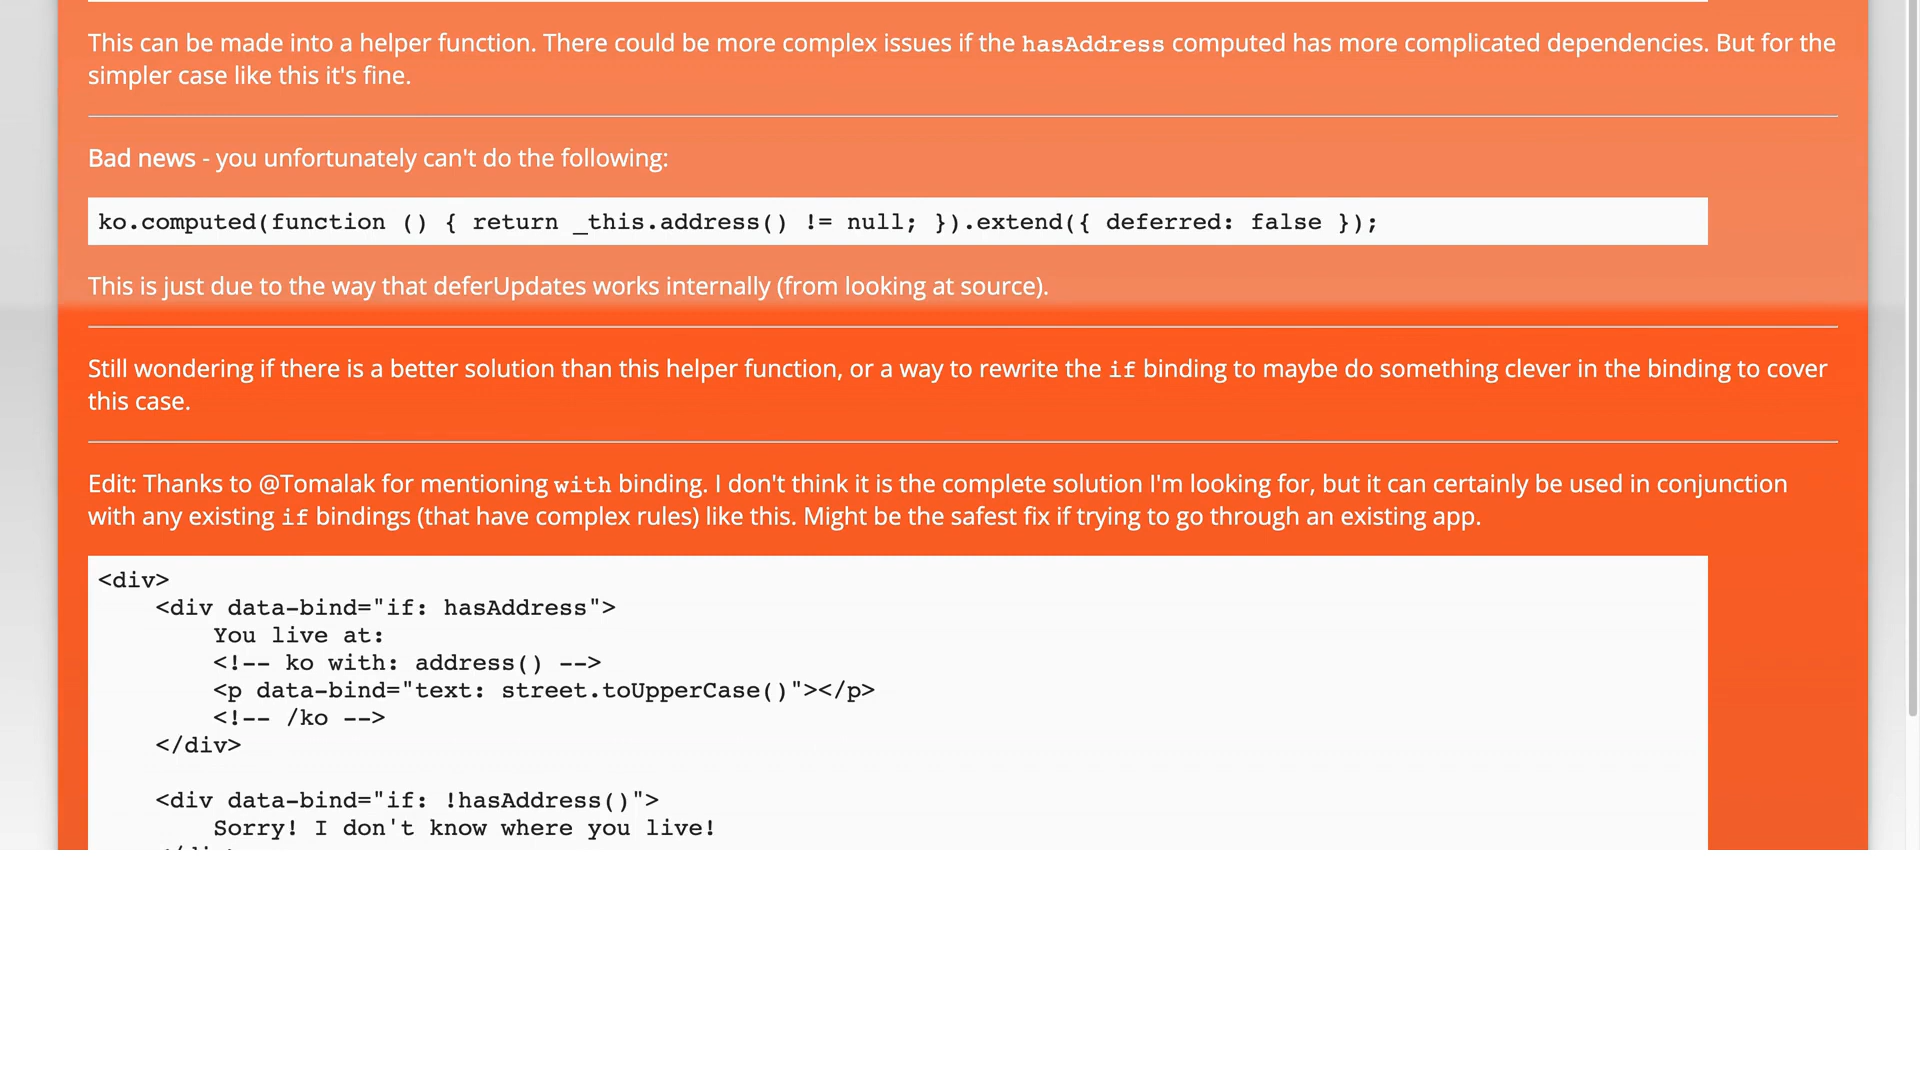 This can be made into a helper function. There could be more complex issues if the hasAddress computed has more complicated dependencies. But for the
simpler case like this it's fine.
Bad news - you unfortunately can't do the following:
ko.computed(function () { return _this.address() != null; }).extend({ deferred: false });
This is just due to the way that deferUpdates works internally (from looking at source).
Still wondering if there is a better solution than this helper function, or a way to rewrite the if binding to maybe do something clever in the binding to cover
this case.
Edit: Thanks to @Tomalak for mentioning with binding. I don't think it is the complete solution I'm looking for, but it can certainly be used in conjunction
with any existing if bindings (that have complex rules) like this. Might be the safest fix if trying to go through an existing app.
<div>
    <div data-bind="if: hasAddress">
        You live at:
        <!-- ko with: address() -->
        <p data-bind="text: street.toUpperCase()"></p>
        <!-- /ko -->
    </div>
    <div data-bind="if: !hasAddress()">
        Sorry! I don't know where you live!